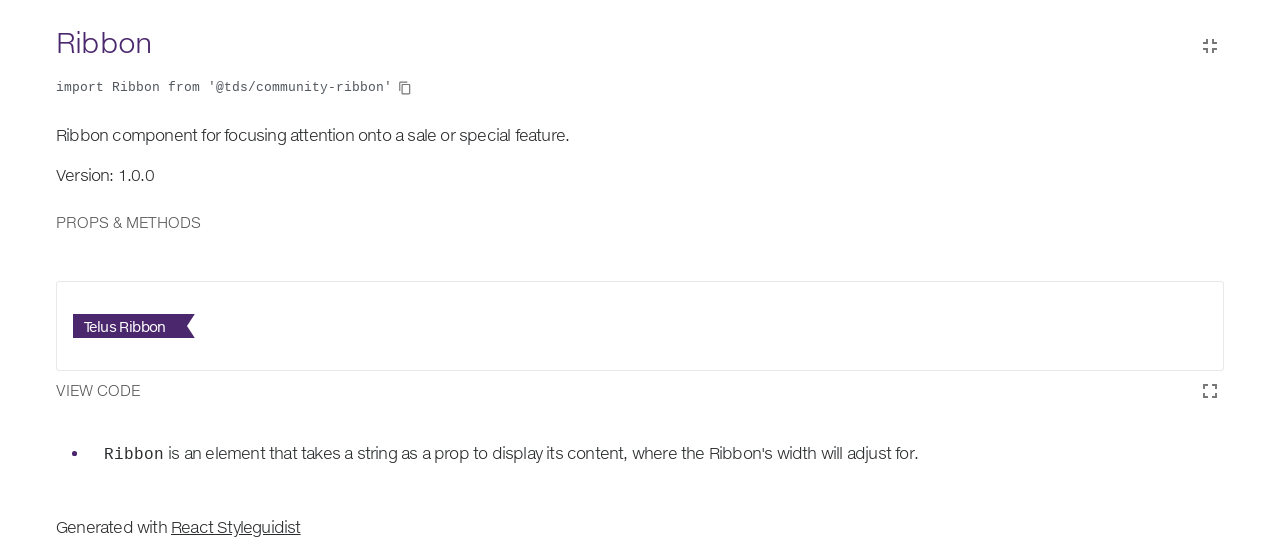 Ribbon
import Ribbon from '@tds/community-ribbon'
Ribbon component for focusing attention onto a sale or special feature.
Version: 1.0.0
PROPS & METHODS
Telus Ribbon
VIEW CODE
Ribbon is an element that takes a string as a prop to display its content, where the Ribbon's width will adjust for.
Generated with React Styleguidist